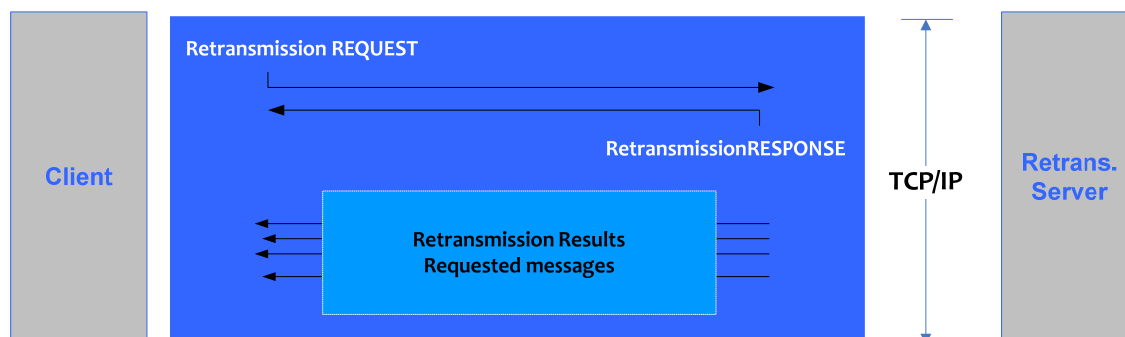 Retransmission REQUEST
RetransmissionRESPONSE
Client
TCP/IP
Retrans.
Server
Retransmission Results
Requested messages